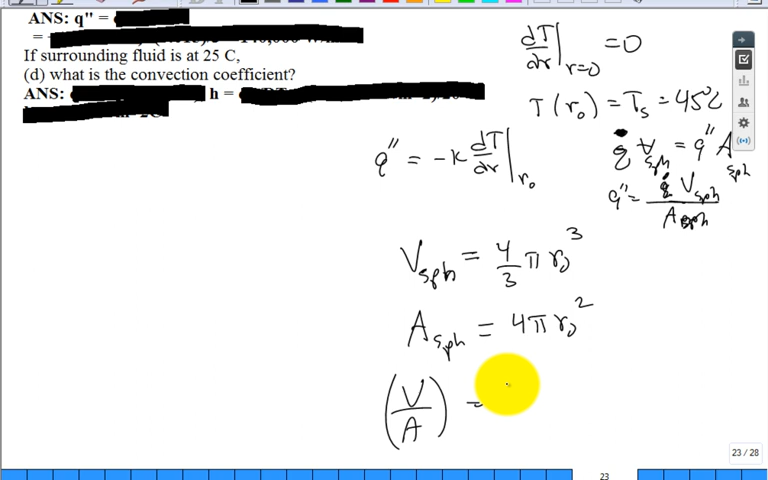 ANS: q" =
=
If surrounding fluid is at 25 C,
(d) what is the convection coefficient?
ANS: h =
dT/dr|r=0 = 0
T(r₀) = Ts = 45°C
q" = -k dT/dr|r₀
q̇ Vsph = q" Asph
q" = q̇ Vsph / Asph
Vsph = 4/3 π r₀³
Asph = 4π r₀²
(V/A) =
23 / 28
23